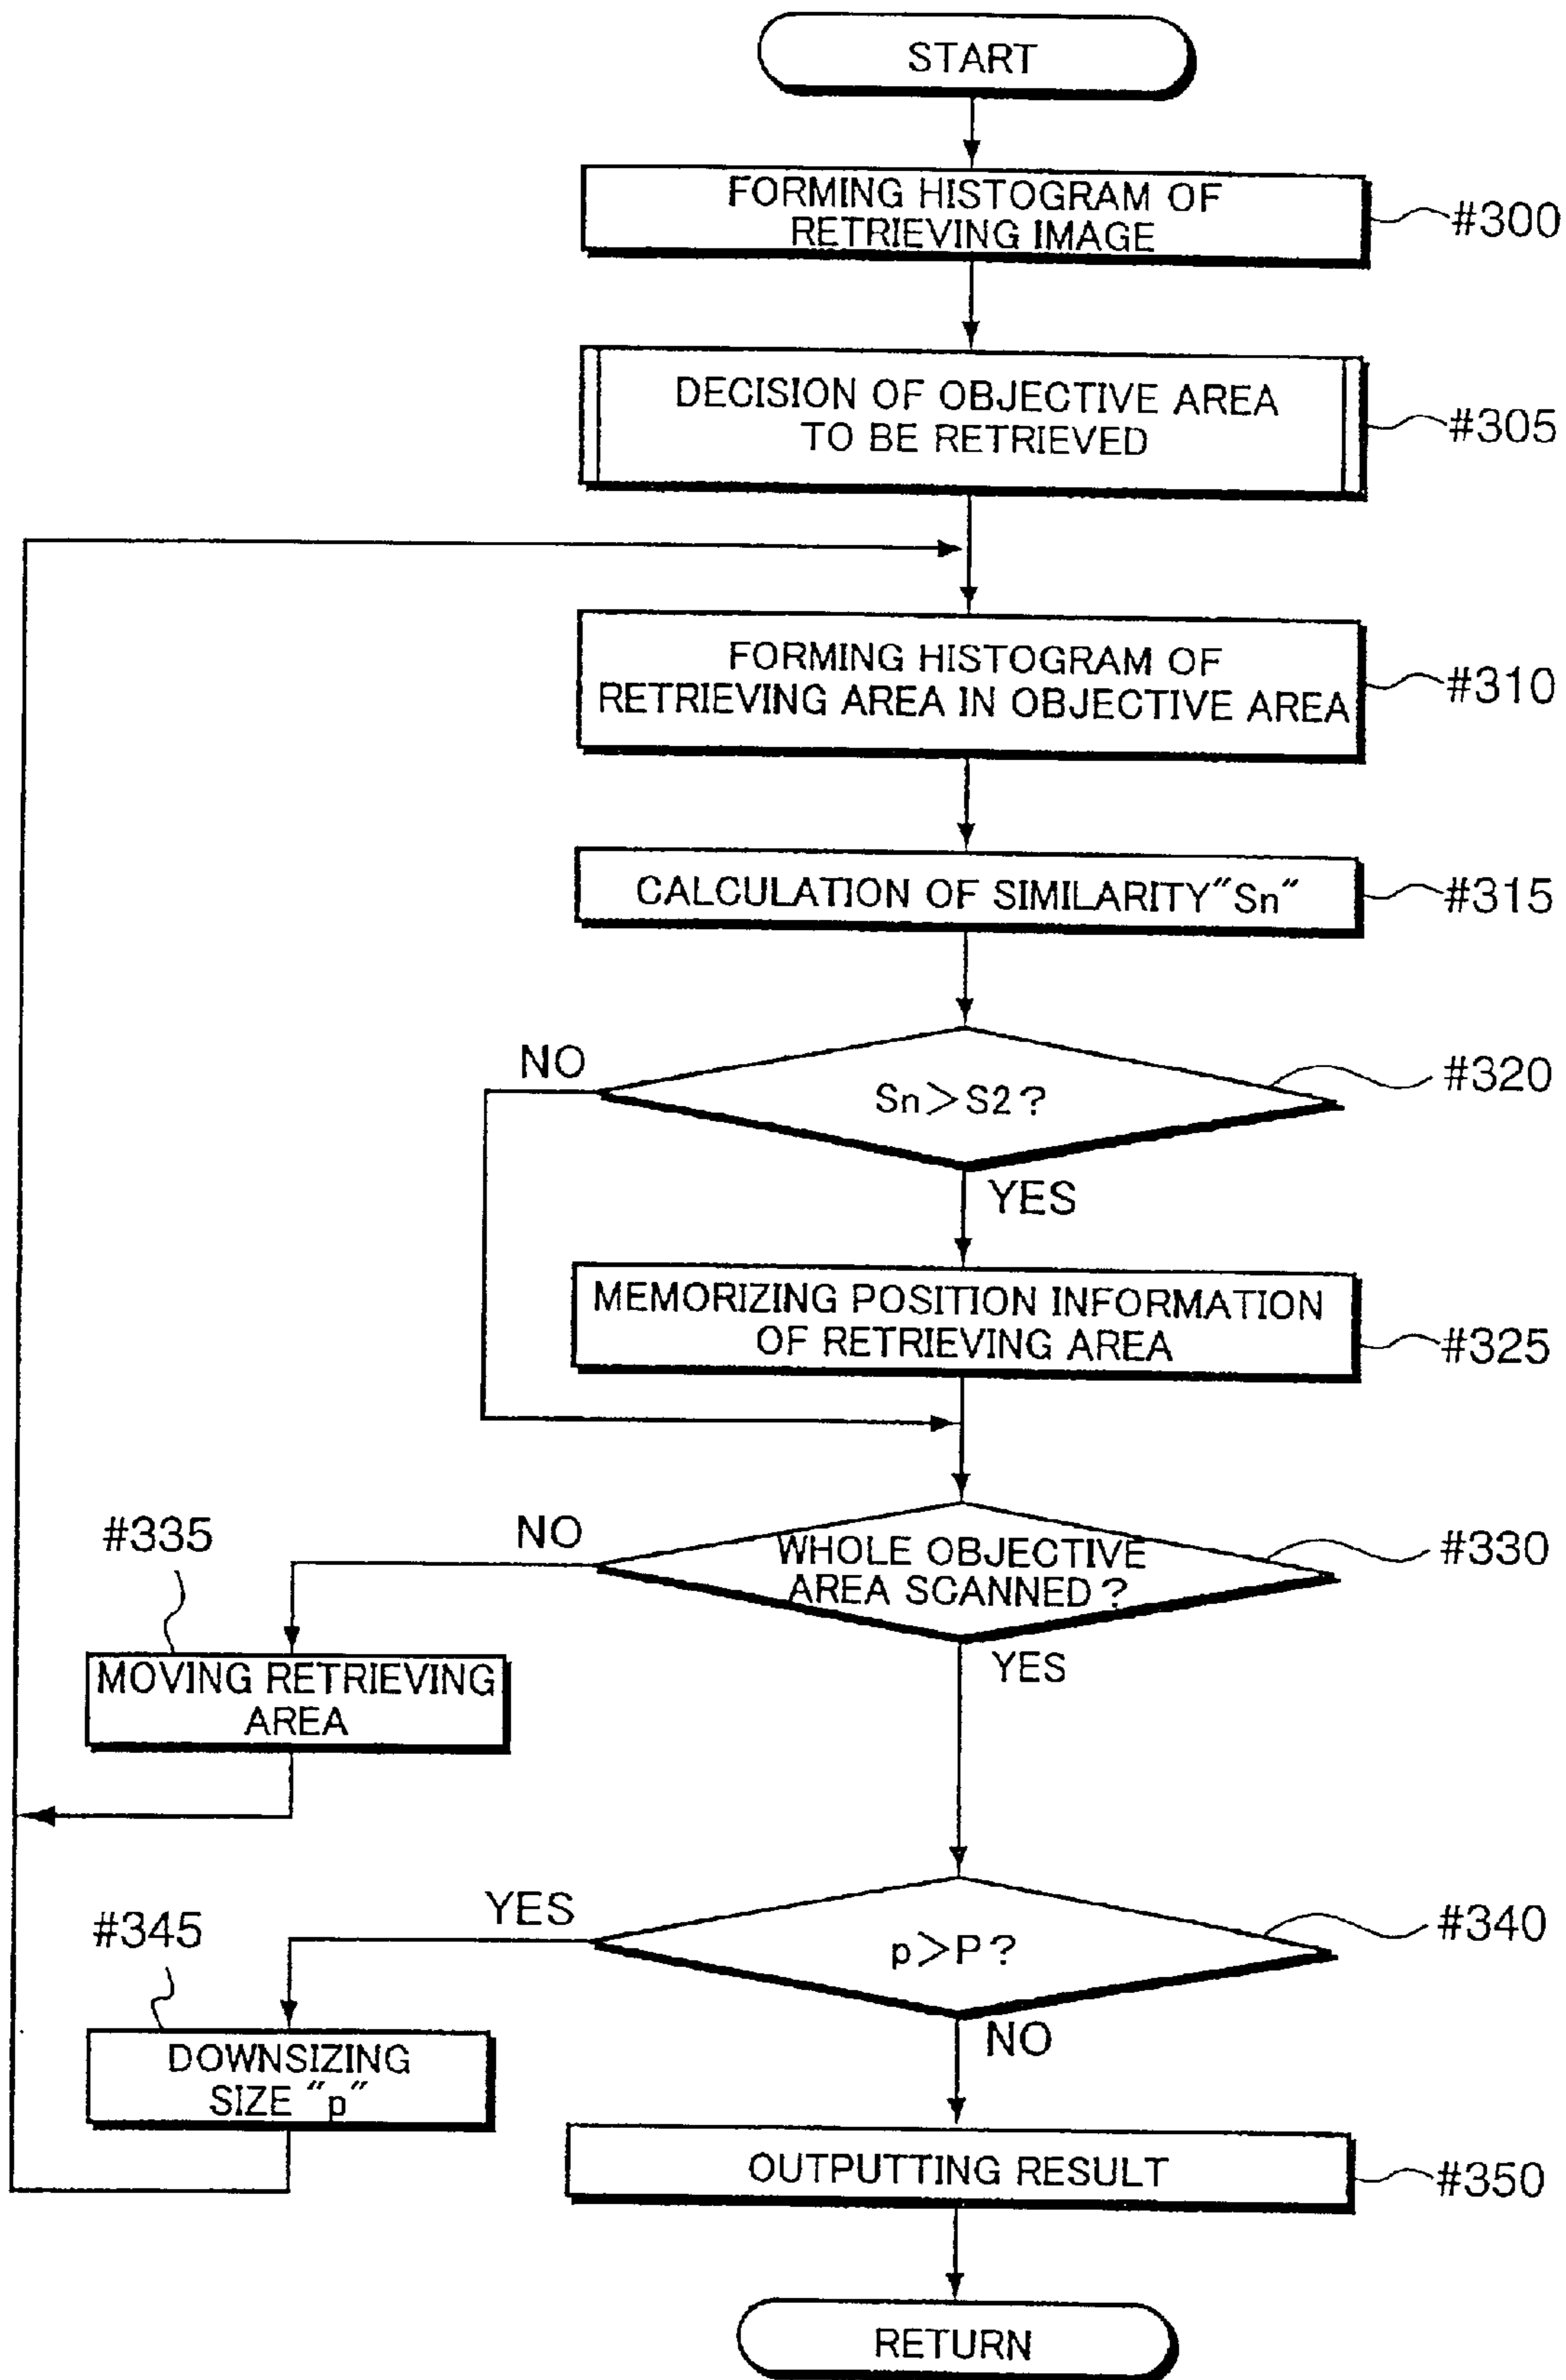 START
FORMING HISTOGRAM OF
RETRIEVING IMAGE
#300
DECISION OF OBJECTIVE AREA
TO BE RETRIEVED
#305
FORMING HISTOGRAM OF
RETRIEVING AREA IN OBJECTIVE AREA
#310
CALCULATION OF SIMILARITY"Sn"
#315
NO
Sn>S2?
#320
YES
MEMORIZING POSITION INFORMATION
OF RETRIEVING AREA
#325
#335
NO
WHOLE OBJECTIVE
AREA SCANNED?
#330
YES
MOVING RETRIEVING
AREA
#345
YES
p>P?
#340
NO
DOWNSIZING
SIZE "p"
OUTPUTTING RESULT
#350
RETURN